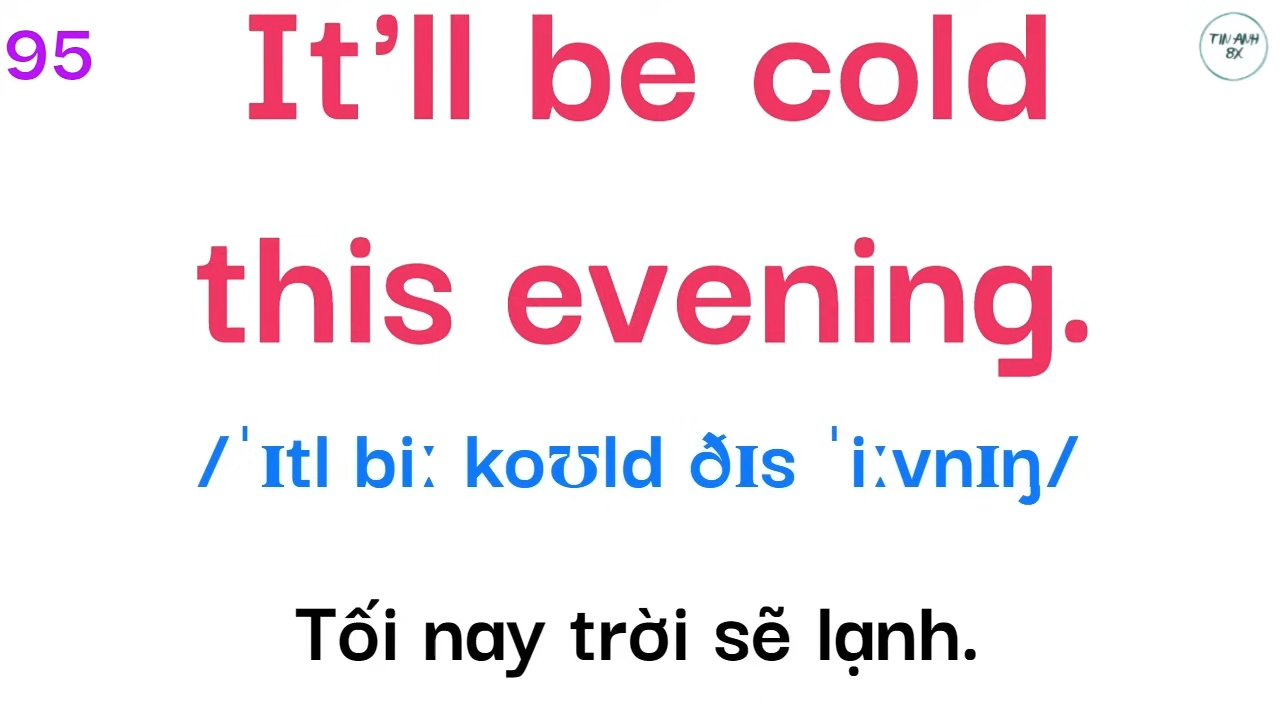 95
TIN ANH
8X
It’ll be cold
this evening.
/ˈɪtl biː koʊld ðɪs ˈiːvnɪŋ/
Tối nay trời sẽ lạnh.